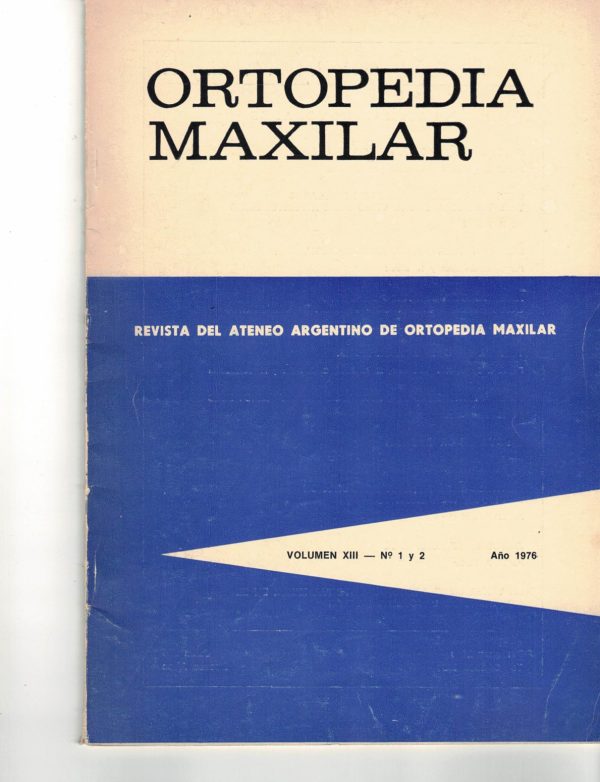 ORTOPEDIA
MAXILAR
REVISTA DEL ATENEO ARGENTINO DE ORTOPEDIA MAXILAR
VOLUMEN XIII — Nº 1 y 2 Año 1976